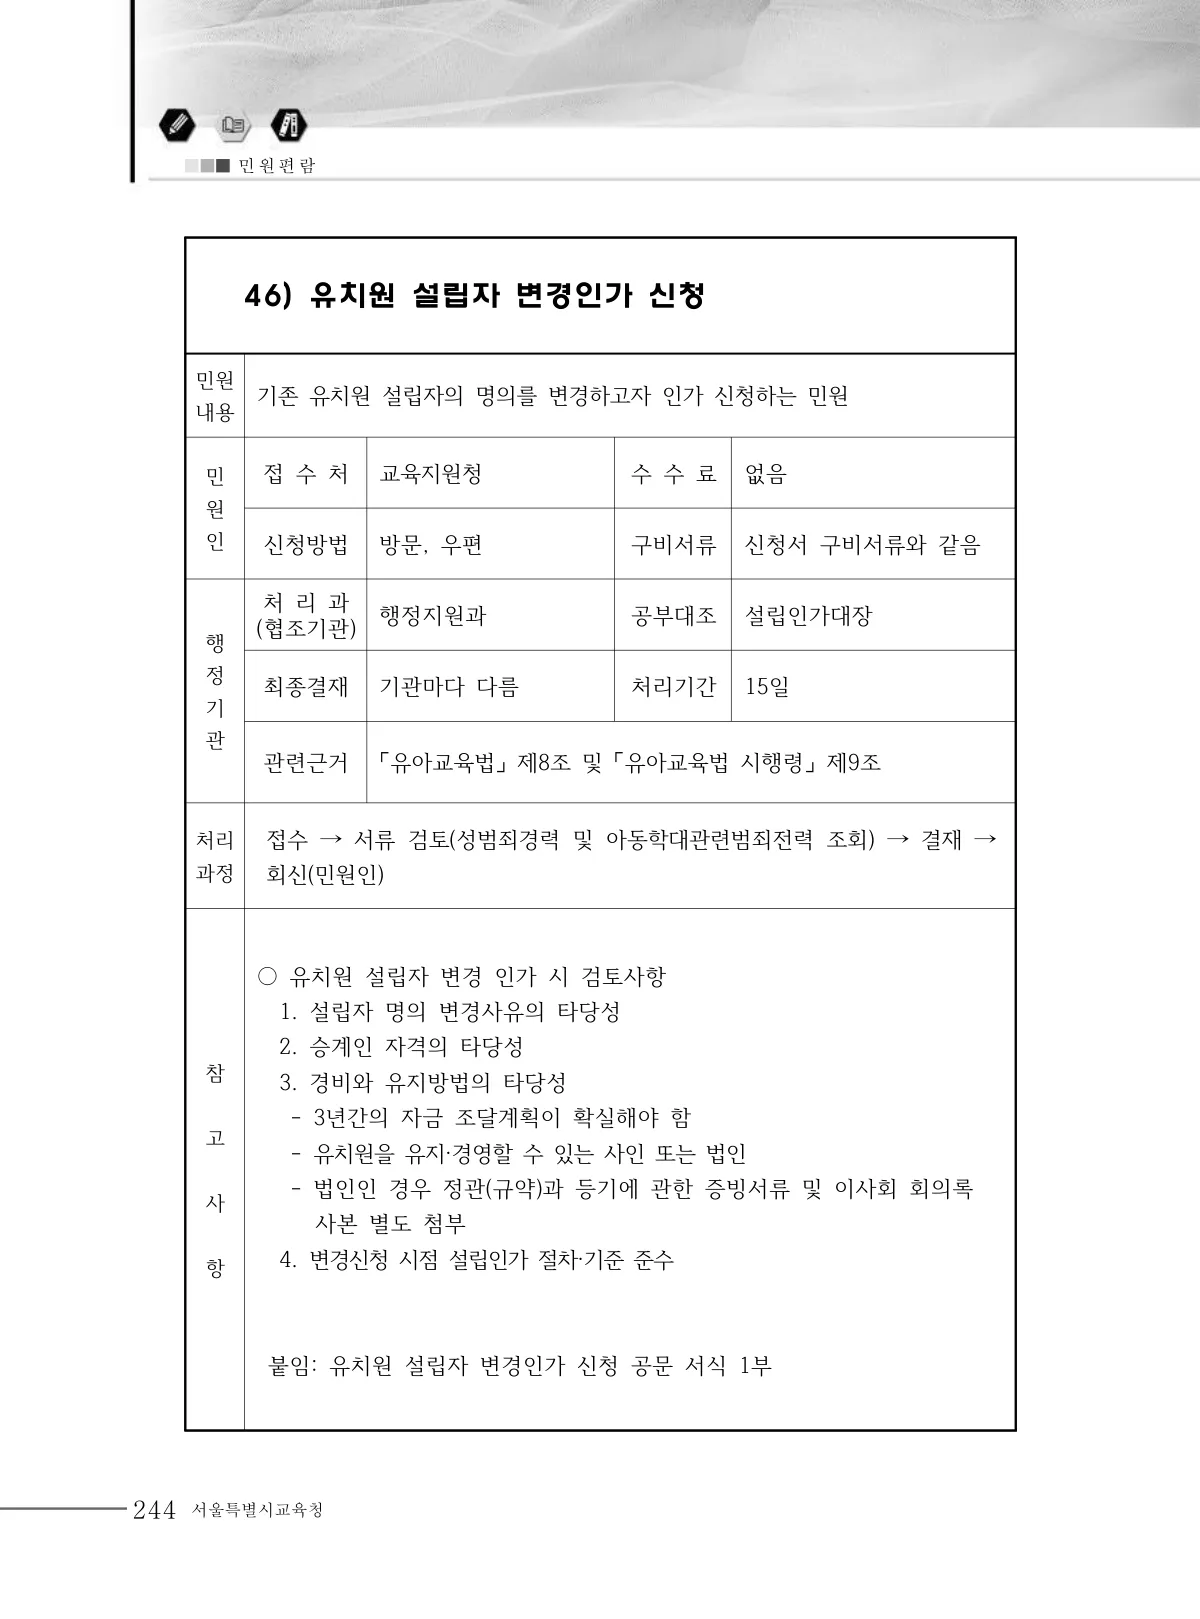 민원편람
46) 유치원 설립자 변경인가 신청
민원
내용
기존 유치원 설립자의 명의를 변경하고자 인가 신청하는 민원
민
원
인
접 수 처
교육지원청
수 수 료
없음
신청방법
방문, 우편
구비서류
신청서 구비서류와 같음
행
정
기
관
처 리 과
(협조기관)
행정지원과
공부대조
설립인가대장
최종결재
기관마다 다름
처리기간
15일
관련근거
「유아교육법」제8조 및 「유아교육법 시행령」제9조
처리
과정
접수 → 서류 검토(성범죄경력 및 아동학대관련범죄전력 조회) → 결재 →
회신(민원인)
참
고
사
항
○ 유치원 설립자 변경 인가 시 검토사항
1. 설립자 명의 변경사유의 타당성
2. 승계인 자격의 타당성
3. 경비와 유지방법의 타당성
- 3년간의 자금 조달계획이 확실해야 함
- 유치원을 유지·경영할 수 있는 사인 또는 법인
- 법인인 경우 정관(규약)과 등기에 관한 증빙서류 및 이사회 회의록
사본 별도 첨부
4. 변경신청 시점 설립인가 절차·기준 준수
붙임: 유치원 설립자 변경인가 신청 공문 서식 1부
244 서울특별시교육청